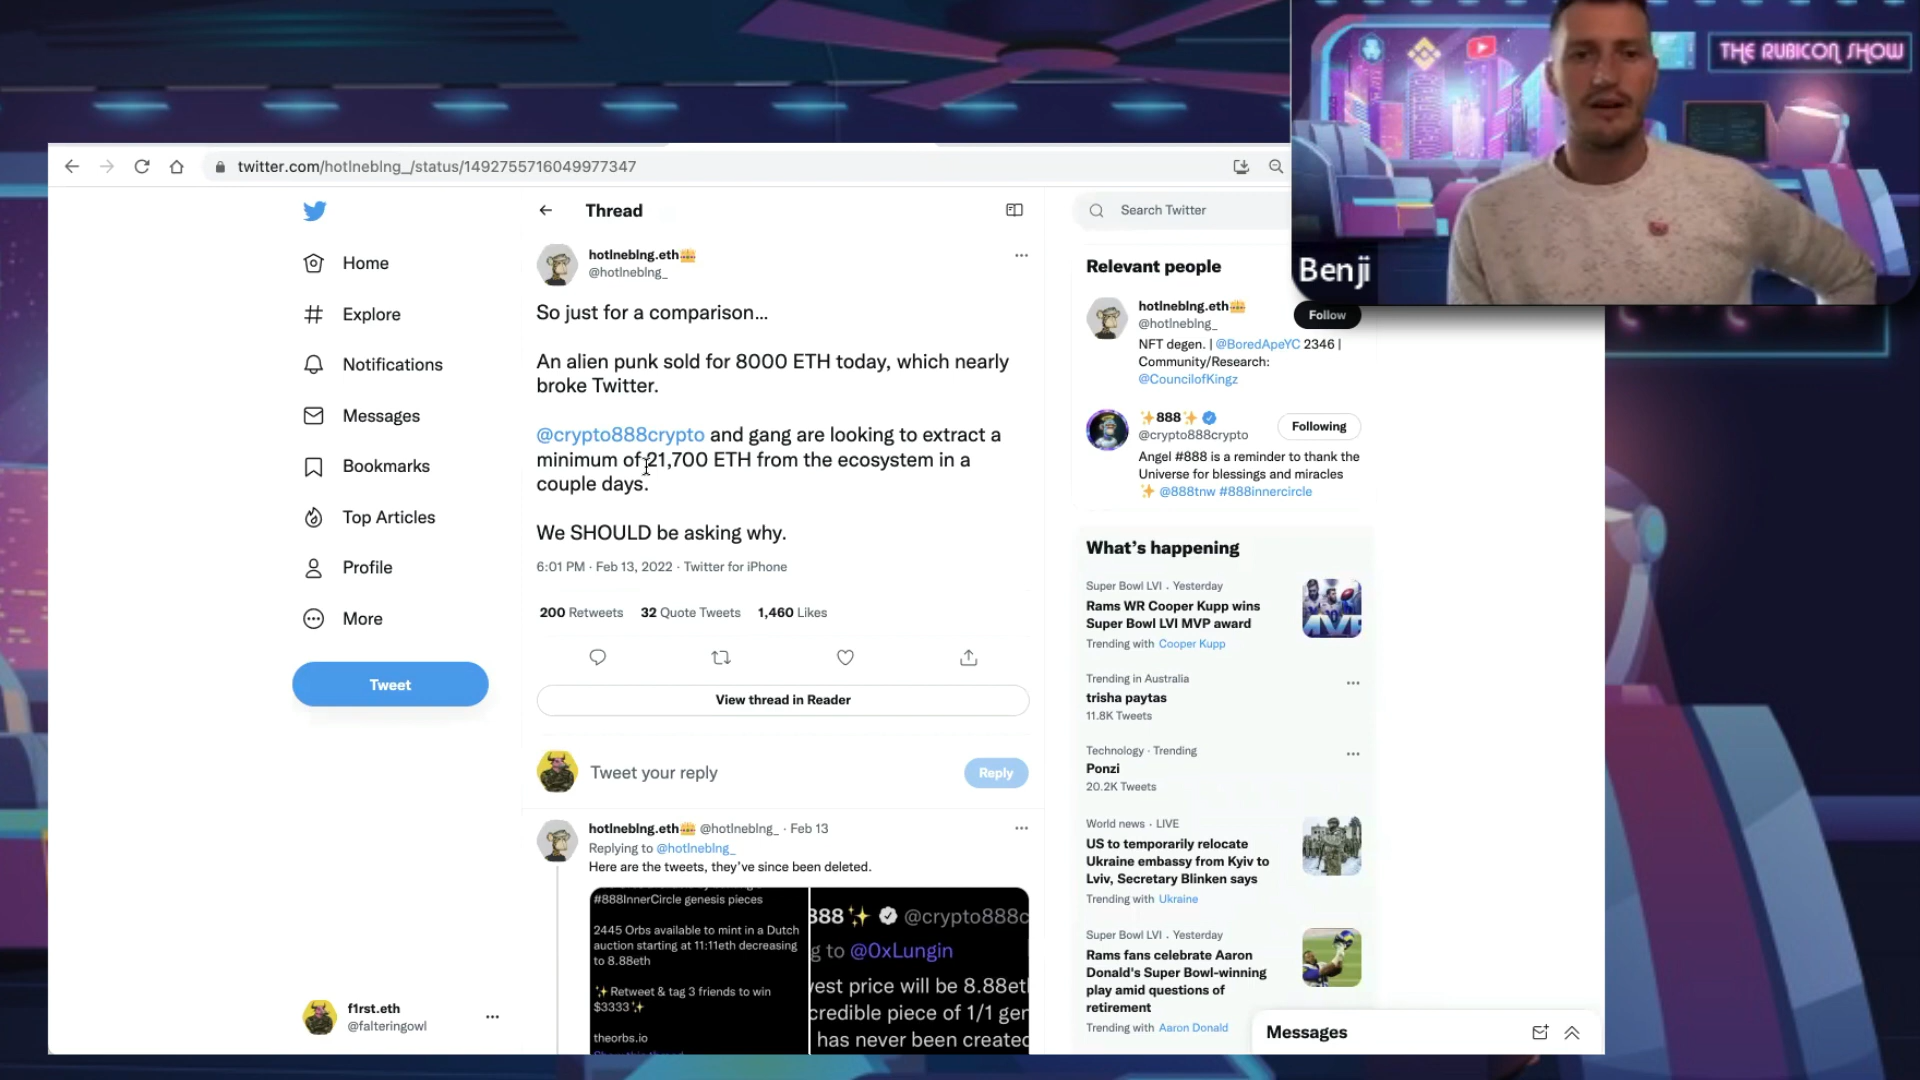 THE RUBICON SHOW
Benji
twitter.com/hotlneblng_/status/1492755716049977347
Thread
Search Twitter
Home
Explore
Notifications
Messages
Bookmarks
Top Articles
Profile
More
Tweet
f1rst.eth
@falteringowl
hotlneblng.eth
@hotlneblng_
So just for a comparison...
An alien punk sold for 8000 ETH today, which nearly
broke Twitter.
@crypto888crypto and gang are looking to extract a
minimum of 21,700 ETH from the ecosystem in a
couple days.
We SHOULD be asking why.
6:01 PM · Feb 13, 2022 · Twitter for iPhone
200 Retweets 32 Quote Tweets 1,460 Likes
View thread in Reader
Tweet your reply
Reply
hotlneblng.eth @hotlneblng_ · Feb 13
Replying to @hotlneblng_
Here are the tweets, they've since been deleted.
#888InnerCircle genesis pieces
2445 Orbs available to mint in a Dutch
auction starting at 11:11eth decreasing
to 8.88eth
✨ Retweet & tag 3 friends to win
$3333✨
theorbs.io
888✨ @crypto888c
g to @0xLungin
vest price will be 8.88et
credible piece of 1/1 gen
has never been created
Relevant people
hotlneblng.eth
@hotlneblng_
Follow
NFT degen. | @BoredApeYC 2346 |
Community/Research:
@CouncilofKingz
✨888✨
@crypto888crypto
Following
Angel #888 is a reminder to thank the
Universe for blessings and miracles
✨ @888tnw #888innercircle
What's happening
Super Bowl LVI · Yesterday
Rams WR Cooper Kupp wins
Super Bowl LVI MVP award
Trending with Cooper Kupp
Trending in Australia
trisha paytas
11.8K Tweets
Technology · Trending
Ponzi
20.2K Tweets
World news · LIVE
US to temporarily relocate
Ukraine embassy from Kyiv to
Lviv, Secretary Blinken says
Trending with Ukraine
Super Bowl LVI · Yesterday
Rams fans celebrate Aaron
Donald's Super Bowl-winning
play amid questions of
retirement
Trending with Aaron Donald
Messages